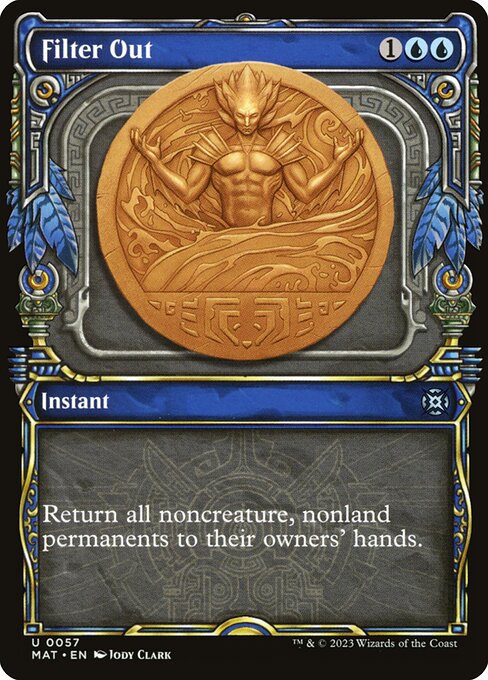 Filter Out 1
Instant
Return all noncreature, nonland
permanents to their owners’ hands.
U 0057
MAT • EN Jody Clark
™ & © 2023 Wizards of the Coast